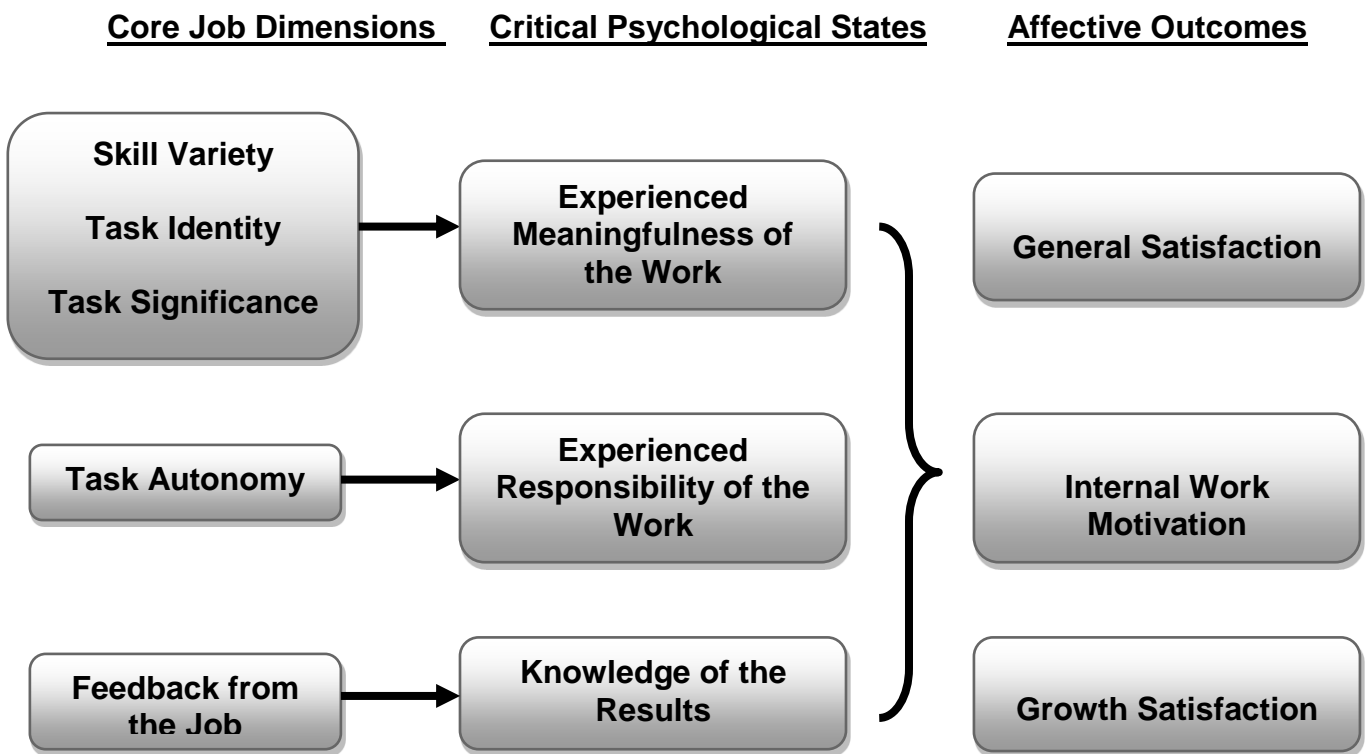 Core Job Dimensions
Critical Psychological States
Affective Outcomes
Skill Variety
Task Identity
Task Significance
Experienced
Meaningfulness of
the Work
General Satisfaction
Task Autonomy
Experienced
Responsibility of the
Work
Internal Work
Motivation
Feedback from
the Job
Knowledge of the
Results
Growth Satisfaction